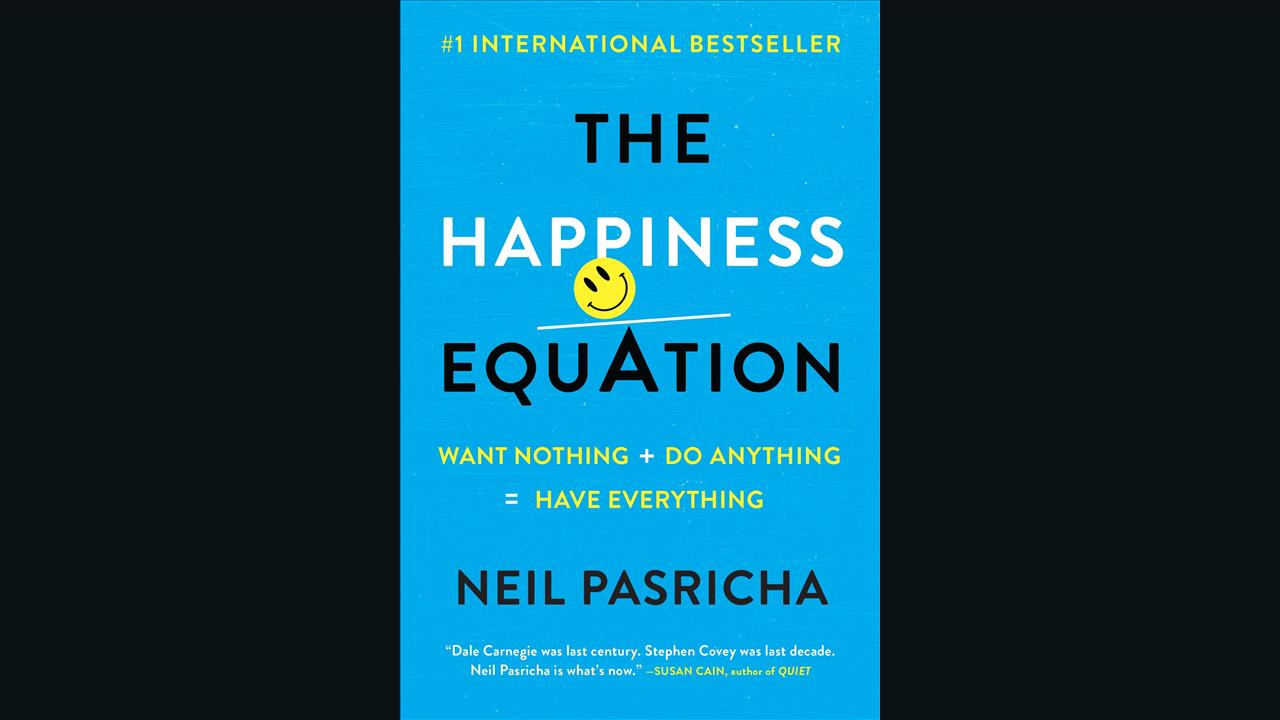 #1 INTERNATIONAL BESTSELLER
THE
HAPPINESS
EQUATION
WANT NOTHING + DO ANYTHING
= HAVE EVERYTHING
NEIL PASRICHA
“Dale Carnegie was last century. Stephen Covey was last decade.
Neil Pasricha is what’s now.” —SUSAN CAIN, author of QUIET